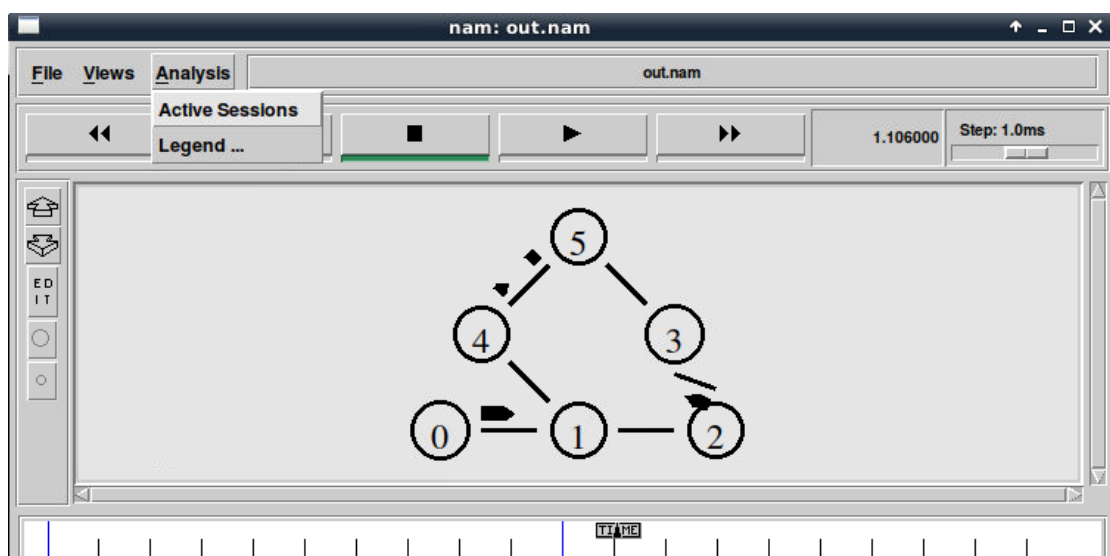 nam: out.nam
File Views Analysis out.nam
Active Sessions
Legend ...
1.106000 Step: 1.0ms
ED
IT
5
4 3
0 1 2
TIME